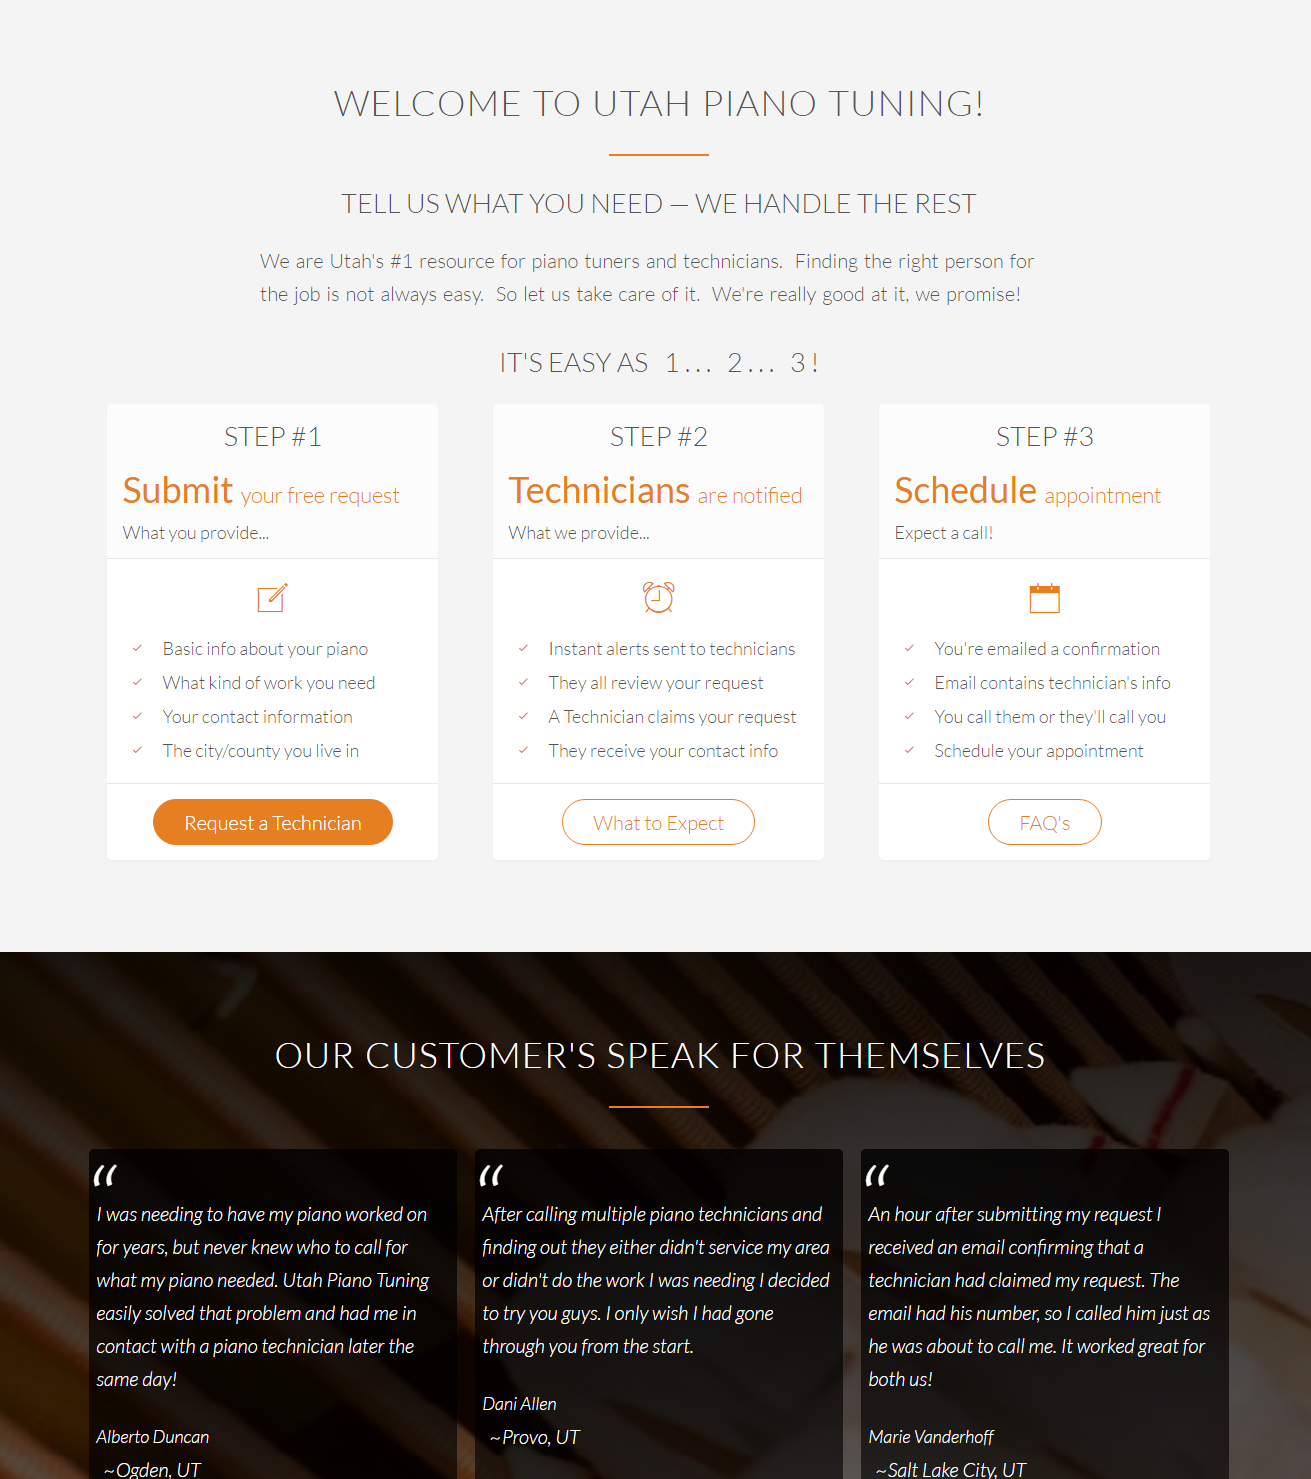 WELCOME TO UTAH PIANO TUNING!
TELL US WHAT YOU NEED — WE HANDLE THE REST
We are Utah's #1 resource for piano tuners and technicians. Finding the right person for
the job is not always easy. So let us take care of it. We're really good at it, we promise!
IT'S EASY AS 1... 2... 3!
STEP #1
Submit your free request
What you provide...
Basic info about your piano
What kind of work you need
Your contact information
The city/county you live in
Request a Technician
STEP #2
Technicians are notified
What we provide...
Instant alerts sent to technicians
They all review your request
A Technician claims your request
They receive your contact info
What to Expect
STEP #3
Schedule appointment
Expect a call!
You're emailed a confirmation
Email contains technician's info
You call them or they'll call you
Schedule your appointment
FAQ's
OUR CUSTOMER'S SPEAK FOR THEMSELVES
“
I was needing to have my piano worked on
for years, but never knew who to call for
what my piano needed. Utah Piano Tuning
easily solved that problem and had me in
contact with a piano technician later the
same day!
Alberto Duncan
~Ogden, UT
“
After calling multiple piano technicians and
finding out they either didn't service my area
or didn't do the work I was needing I decided
to try you guys. I only wish I had gone
through you from the start.
Dani Allen
~Provo, UT
“
An hour after submitting my request I
received an email confirming that a
technician had claimed my request. The
email had his number, so I called him just as
he was about to call me. It worked great for
both us!
Marie Vanderhoff
~Salt Lake City, UT